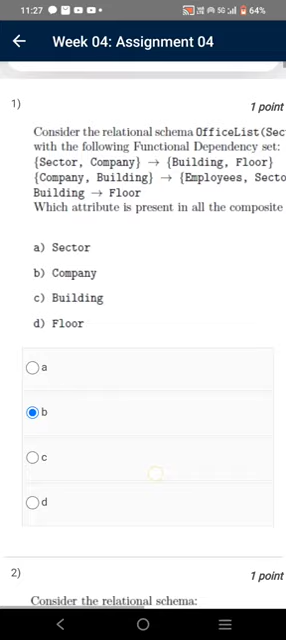 11:27 5G 64%
Week 04: Assignment 04
1)
1 point
Consider the relational schema OfficeList(Sec
with the following Functional Dependency set:
{Sector, Company} → {Building, Floor}
{Company, Building} → {Employees, Secto
Building → Floor
Which attribute is present in all the composite
a) Sector
b) Company
c) Building
d) Floor
a
b
c
d
2)
1 point
Consider the relational schema: